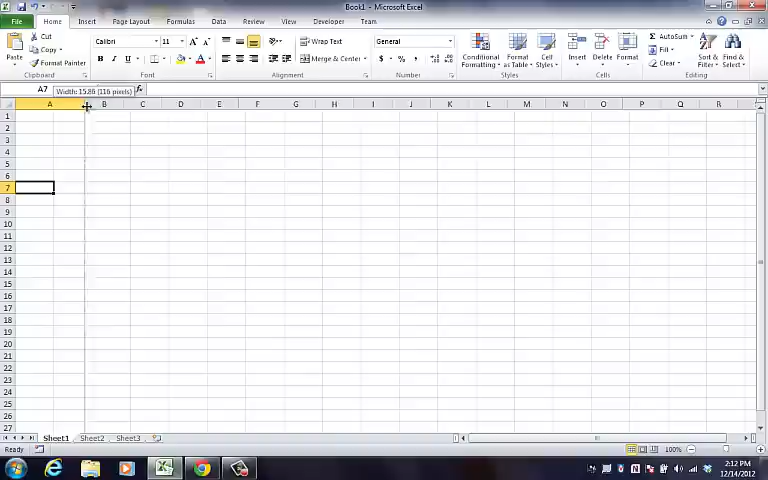 Book1 - Microsoft Excel
File Home Insert Page Layout Formulas Data Review View Developer Team
Cut
Copy
Format Painter
Paste
Clipboard
Calibri 11
B I U
Wrap Text
Merge & Center
Alignment
General
$ % ,
Number
Conditional Formatting
Format as Table
Cell Styles
Styles
Insert Delete Format
Cells
AutoSum
Fill
Clear
Sort & Filter
Find & Select
Editing
A7 Width: 15.86 (116 pixels) fx
A B C D E F G H I J K L M N O P Q R
1
2
3
4
5
6
7
8
9
10
11
12
13
14
15
16
17
18
19
20
21
22
23
24
25
26
27
Sheet1 Sheet2 Sheet3
Ready 100%
2:12 PM
12/14/2012